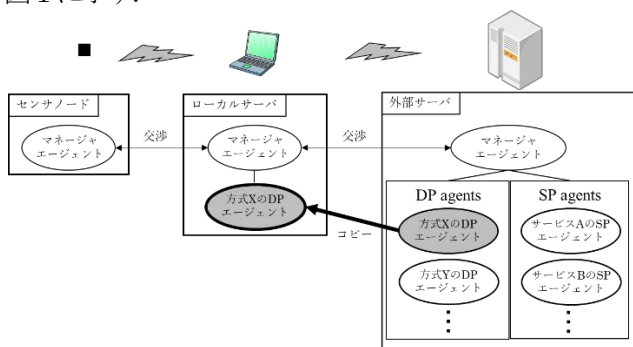 センサノード
マネージャ
エージェント
交渉
ローカルサーバ
マネージャ
エージェント
方式XのDP
エージェント
交渉
コピー
外部サーバ
マネージャ
エージェント
DP agents
方式XのDP
エージェント
方式YのDP
エージェント
SP agents
サービスAのSP
エージェント
サービスBのSP
エージェント